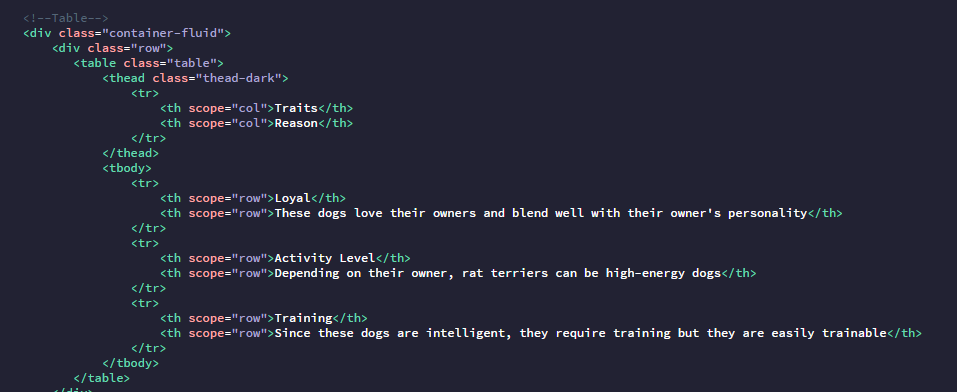 <!--Table-->
<div class="container-fluid">
<div class="row">
<table class="table">
<thead class="thead-dark">
<tr>
<th scope="col">Traits</th>
<th scope="col">Reason</th>
</tr>
</thead>
<tbody>
<tr>
<th scope="row">Loyal</th>
<th scope="row">These dogs love their owners and blend well with their owner's personality</th>
</tr>
<tr>
<th scope="row">Activity Level</th>
<th scope="row">Depending on their owner, rat terriers can be high-energy dogs</th>
</tr>
<tr>
<th scope="row">Training</th>
<th scope="row">Since these dogs are intelligent, they require training but they are easily trainable</th>
</tr>
</tbody>
</table>
</div>